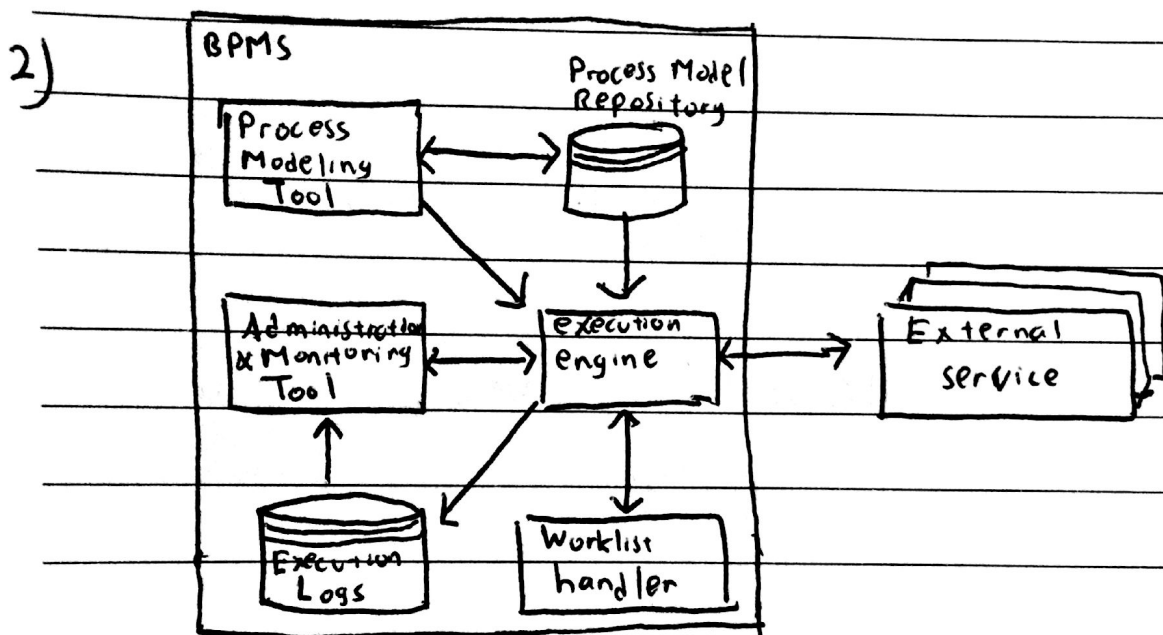 2)
BPMS
Process Model
Repository
Process
Modeling
Tool
Administration
& Monitoring
Tool
execution
engine
External
service
Execution
Logs
Worklist
handler